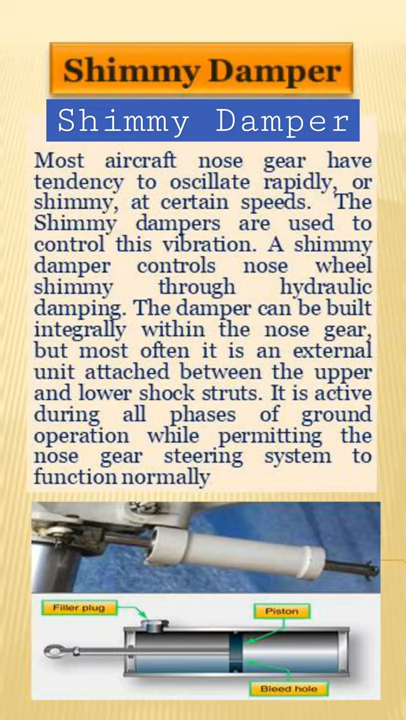 Shimmy Damper
Shimmy Damper
Most aircraft nose gear have
tendency to oscillate rapidly, or
shimmy, at certain speeds. The
Shimmy dampers are used to
control this vibration. A shimmy
damper controls nose wheel
shimmy through hydraulic
damping. The damper can be built
integrally within the nose gear,
but most often it is an external
unit attached between the upper
and lower shock struts. It is active
during all phases of ground
operation while permitting the
nose gear steering system to
function normally
Filler plug
Piston
Bleed hole